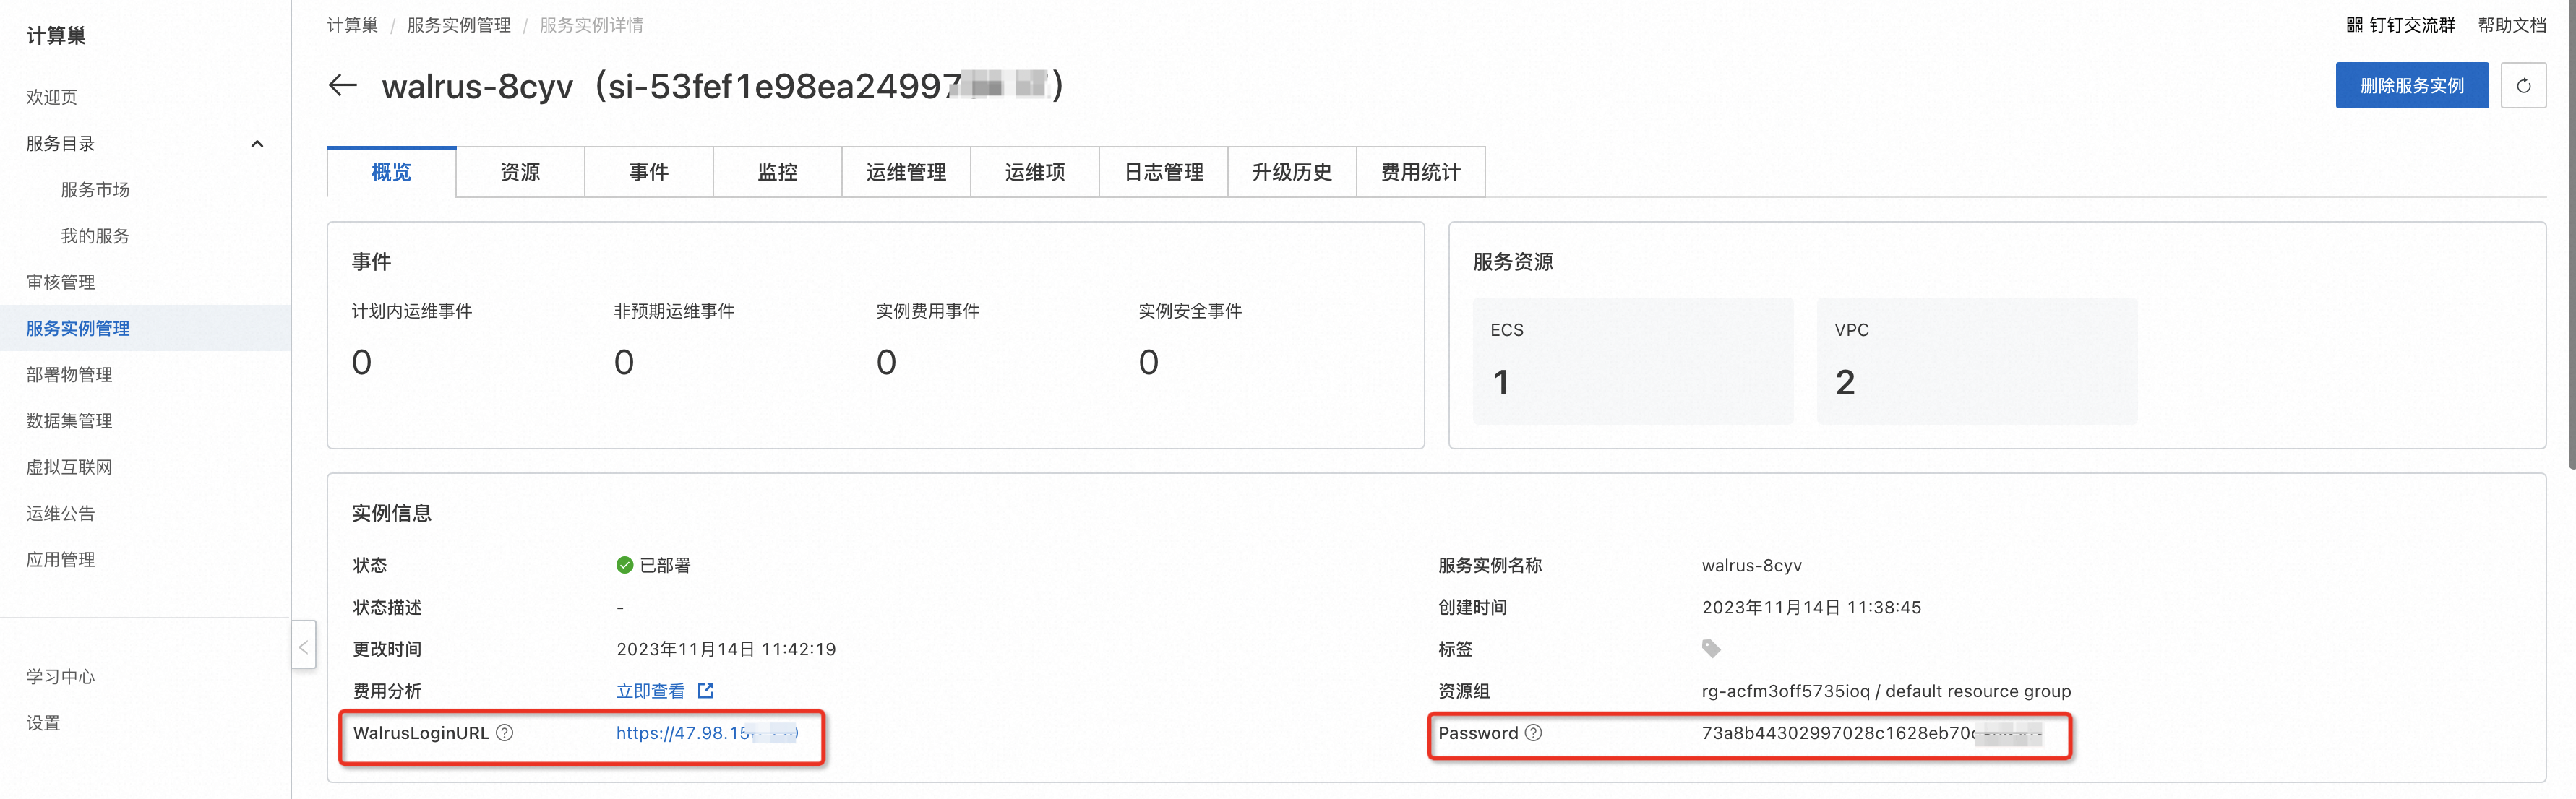 计算巢
欢迎页
服务目录
服务市场
我的服务
审核管理
服务实例管理
部署物管理
数据集管理
虚拟互联网
运维公告
应用管理
学习中心
设置
计算巢 / 服务实例管理 / 服务实例详情
钉钉交流群 帮助文档
walrus-8cyv（si-53fef1e98ea24997）
删除服务实例
概览 资源 事件 监控 运维管理 运维项 日志管理 升级历史 费用统计
事件
计划内运维事件 非预期运维事件 实例费用事件 实例安全事件
0 0 0 0
服务资源
ECS VPC
1 2
实例信息
状态 已部署 服务实例名称 walrus-8cyv
状态描述 - 创建时间 2023年11月14日 11:38:45
更改时间 2023年11月14日 11:42:19 标签
费用分析 立即查看 资源组 rg-acfm3off5735ioq / default resource group
WalrusLoginURL https://47.98.15 Password 73a8b44302997028c1628eb70